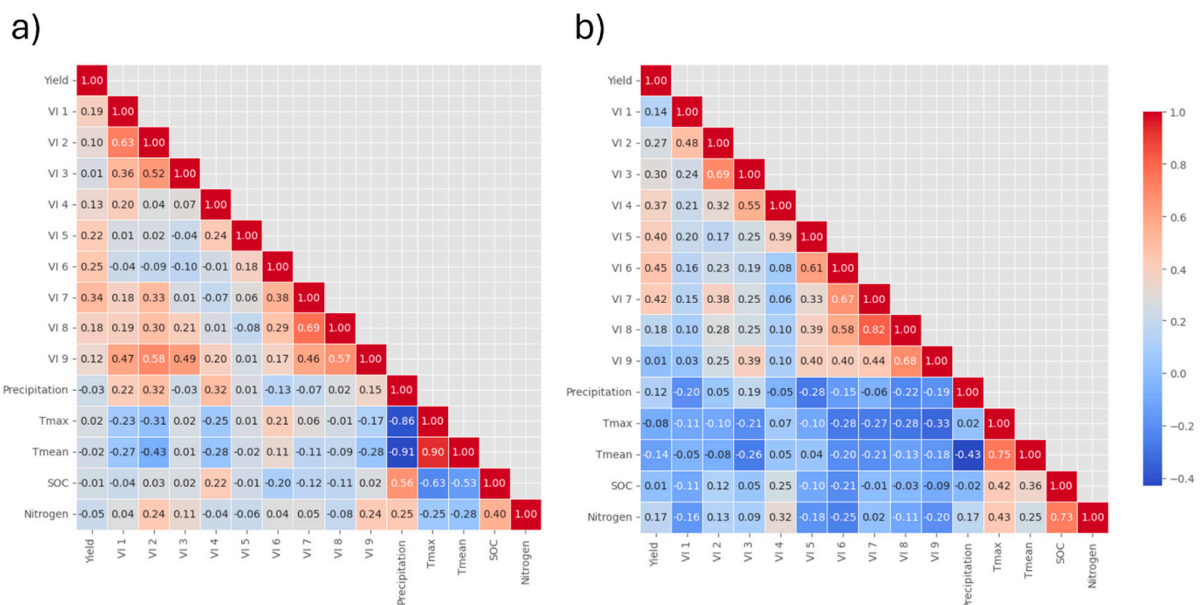 a)
b)
Yield 1.00
VI 1 0.19 1.00
VI 2 0.10 0.63 1.00
VI 3 0.01 0.36 0.52 1.00
VI 4 0.13 0.20 0.04 0.07 1.00
VI 5 0.22 0.01 0.02 -0.04 0.24 1.00
VI 6 0.25 -0.04 -0.09 -0.10 -0.01 0.18 1.00
VI 7 0.34 0.18 0.33 0.01 -0.07 0.06 0.38 1.00
VI 8 0.18 0.19 0.30 0.21 0.01 -0.08 0.29 0.69 1.00
VI 9 0.12 0.47 0.58 0.49 0.20 0.01 0.17 0.46 0.57 1.00
Precipitation -0.03 0.22 0.32 -0.03 0.32 0.01 -0.13 -0.07 0.02 0.15 1.00
Tmax 0.02 -0.23 -0.31 0.02 -0.25 0.01 0.21 0.06 -0.01 -0.17 -0.86 1.00
Tmean -0.02 -0.27 -0.43 0.01 -0.28 -0.02 0.11 -0.11 -0.09 -0.28 -0.91 0.90 1.00
SOC -0.01 -0.04 0.03 0.02 0.22 -0.01 -0.20 -0.12 -0.11 0.02 0.56 -0.63 -0.53 1.00
Nitrogen -0.05 0.04 0.24 0.11 -0.04 -0.06 0.04 0.05 -0.08 0.24 0.25 -0.25 -0.28 0.40 1.00
Yield VI 1 VI 2 VI 3 VI 4 VI 5 VI 6 VI 7 VI 8 VI 9 Precipitation Tmax Tmean SOC Nitrogen
Yield 1.00
VI 1 0.14 1.00
VI 2 0.27 0.48 1.00
VI 3 0.30 0.24 0.69 1.00
VI 4 0.37 0.21 0.32 0.55 1.00
VI 5 0.40 0.20 0.17 0.25 0.39 1.00
VI 6 0.45 0.16 0.23 0.19 0.08 0.61 1.00
VI 7 0.42 0.15 0.38 0.25 0.06 0.33 0.67 1.00
VI 8 0.18 0.10 0.28 0.25 0.10 0.39 0.58 0.82 1.00
VI 9 0.01 0.03 0.25 0.39 0.10 0.40 0.40 0.44 0.68 1.00
Precipitation 0.12 -0.20 0.05 0.19 -0.05 -0.28 -0.15 -0.06 -0.22 -0.19 1.00
Tmax -0.08 -0.11 -0.10 -0.21 0.07 -0.10 -0.28 -0.27 -0.28 -0.33 0.02 1.00
Tmean -0.14 -0.05 -0.08 -0.26 0.05 0.04 -0.20 -0.21 -0.13 -0.18 -0.43 0.75 1.00
SOC 0.01 -0.11 0.12 0.05 0.25 -0.10 -0.21 -0.01 -0.03 -0.09 -0.02 0.42 0.36 1.00
Nitrogen 0.17 -0.16 0.13 0.09 0.32 -0.18 -0.25 0.02 -0.11 -0.20 0.17 0.43 0.25 0.73 1.00
Yield VI 1 VI 2 VI 3 VI 4 VI 5 VI 6 VI 7 VI 8 VI 9 Precipitation Tmax Tmean SOC Nitrogen
1.0
0.8
0.6
0.4
0.2
0.0
-0.2
-0.4